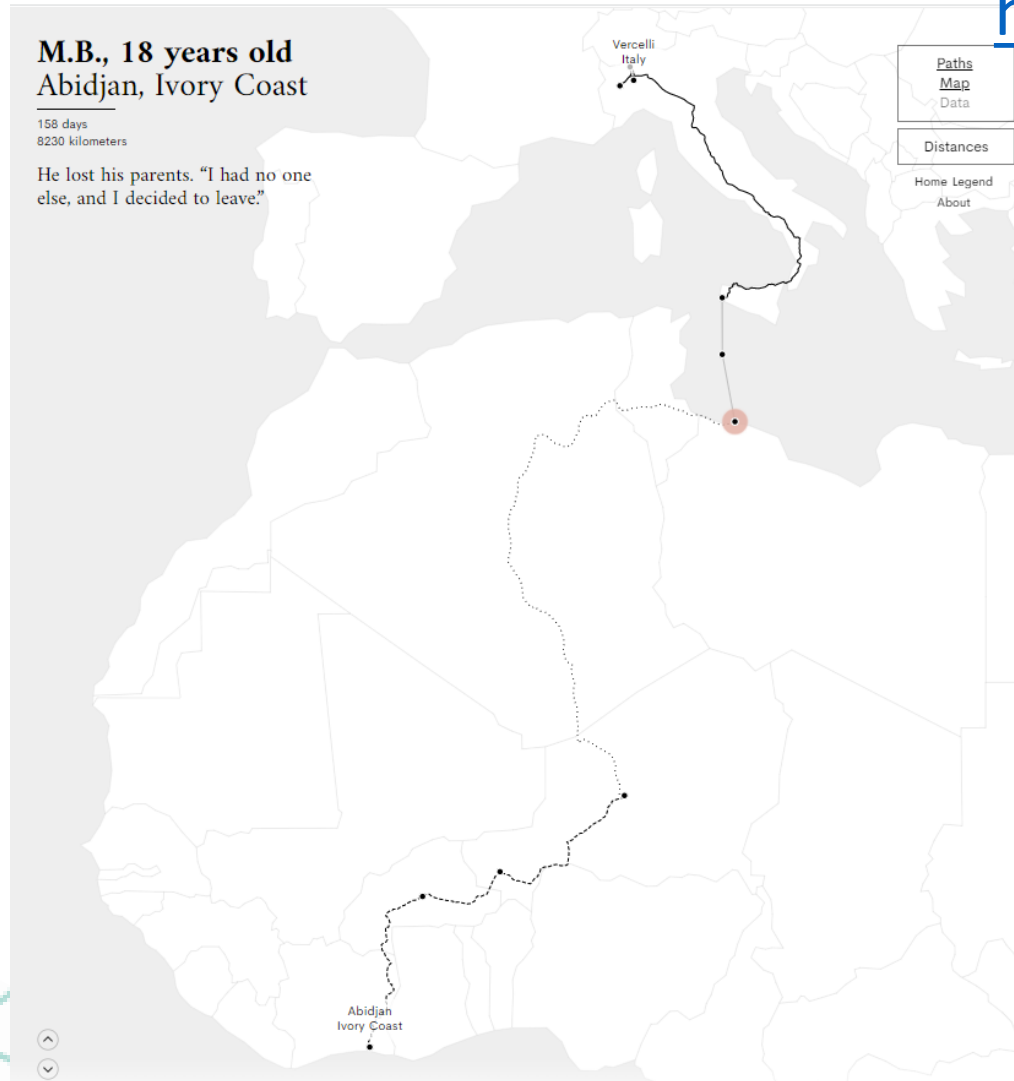 M.B., 18 years old
Abidjan, Ivory Coast
158 days
8230 kilometers
He lost his parents. “I had no one
else, and I decided to leave.”
Vercelli
Italy
Paths
Map
Data
Distances
Home Legend
About
Abidjan
Ivory Coast